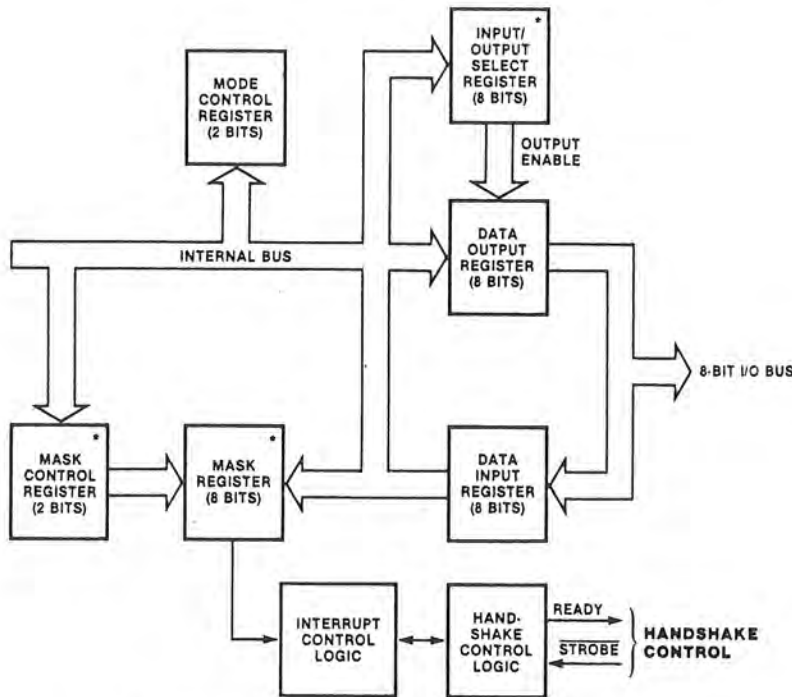 MODE
CONTROL
REGISTER
(2 BITS)
*
INPUT/
OUTPUT
SELECT
REGISTER
(8 BITS)
OUTPUT
ENABLE
INTERNAL BUS
DATA
OUTPUT
REGISTER
(8 BITS)
8-BIT I/O BUS
*
MASK
CONTROL
REGISTER
(2 BITS)
*
MASK
REGISTER
(8 BITS)
DATA
INPUT
REGISTER
(8 BITS)
INTERRUPT
CONTROL
LOGIC
HAND-
SHAKE
CONTROL
LOGIC
READY
STROBE
HANDSHAKE
CONTROL